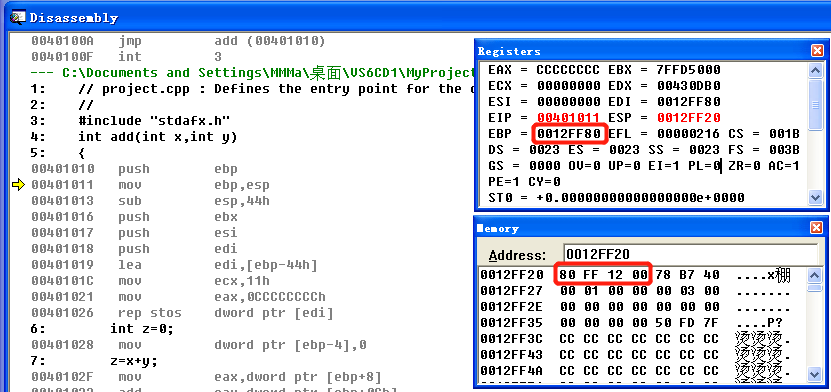 Disassembly
0040100A jmp add (00401010)
0040100F int 3
--- C:\Documents and Settings\MMMa\桌面\VS6CD1\MyProject
1: // project.cpp : Defines the entry point for the c
2: //
3: #include "stdafx.h"
4: int add(int x,int y)
5: {
00401010 push ebp
00401011 mov ebp,esp
00401013 sub esp,44h
00401016 push ebx
00401017 push esi
00401018 push edi
00401019 lea edi,[ebp-44h]
0040101C mov ecx,11h
00401021 mov eax,0CCCCCCCCh
00401026 rep stos dword ptr [edi]
6: int z=0;
00401028 mov dword ptr [ebp-4],0
7: z=x+y;
0040102F mov eax,dword ptr [ebp+8]
00401032 add eax,dword ptr [ebp+0Ch]
Registers
EAX = CCCCCCCC EBX = 7FFD5000
ECX = 00000000 EDX = 00430DB0
ESI = 00000000 EDI = 0012FF80
EIP = 00401011 ESP = 0012FF20
EBP = 0012FF80 EFL = 00000216 CS = 001B
DS = 0023 ES = 0023 SS = 0023 FS = 003B
GS = 0000 OV=0 UP=0 EI=1 PL=0 ZR=0 AC=1
PE=1 CY=0
ST0 = +0.00000000000000000e+0000
Memory
Address: 0012FF20
0012FF20 80 FF 12 00 78 B7 40 ....x稝
0012FF27 00 01 00 00 00 03 00 .......
0012FF2E 00 00 00 00 00 00 00 .......
0012FF35 00 00 00 00 50 FD 7F ....P?
0012FF3C CC CC CC CC CC CC CC 烫烫烫.
0012FF43 CC CC CC CC CC CC CC 烫烫烫.
0012FF4A CC CC CC CC CC CC CC 烫烫烫.